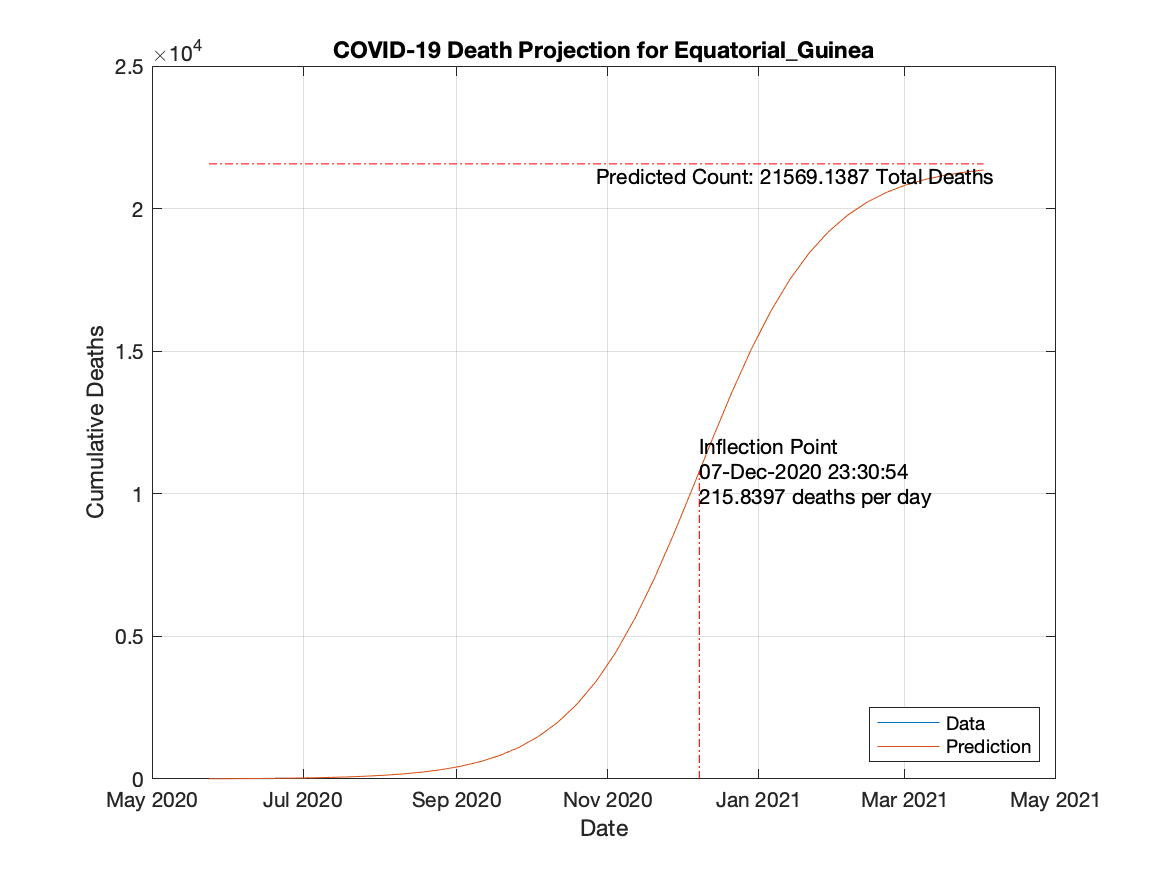 COVID-19 Death Projection for Equatorial_Guinea
×10⁴
2.5
2
1.5
1
0.5
0
Cumulative Deaths
Predicted Count: 21569.1387 Total Deaths
Inflection Point
07-Dec-2020 23:30:54
215.8397 deaths per day
Data
Prediction
May 2020
Jul 2020
Sep 2020
Nov 2020
Jan 2021
Mar 2021
May 2021
Date